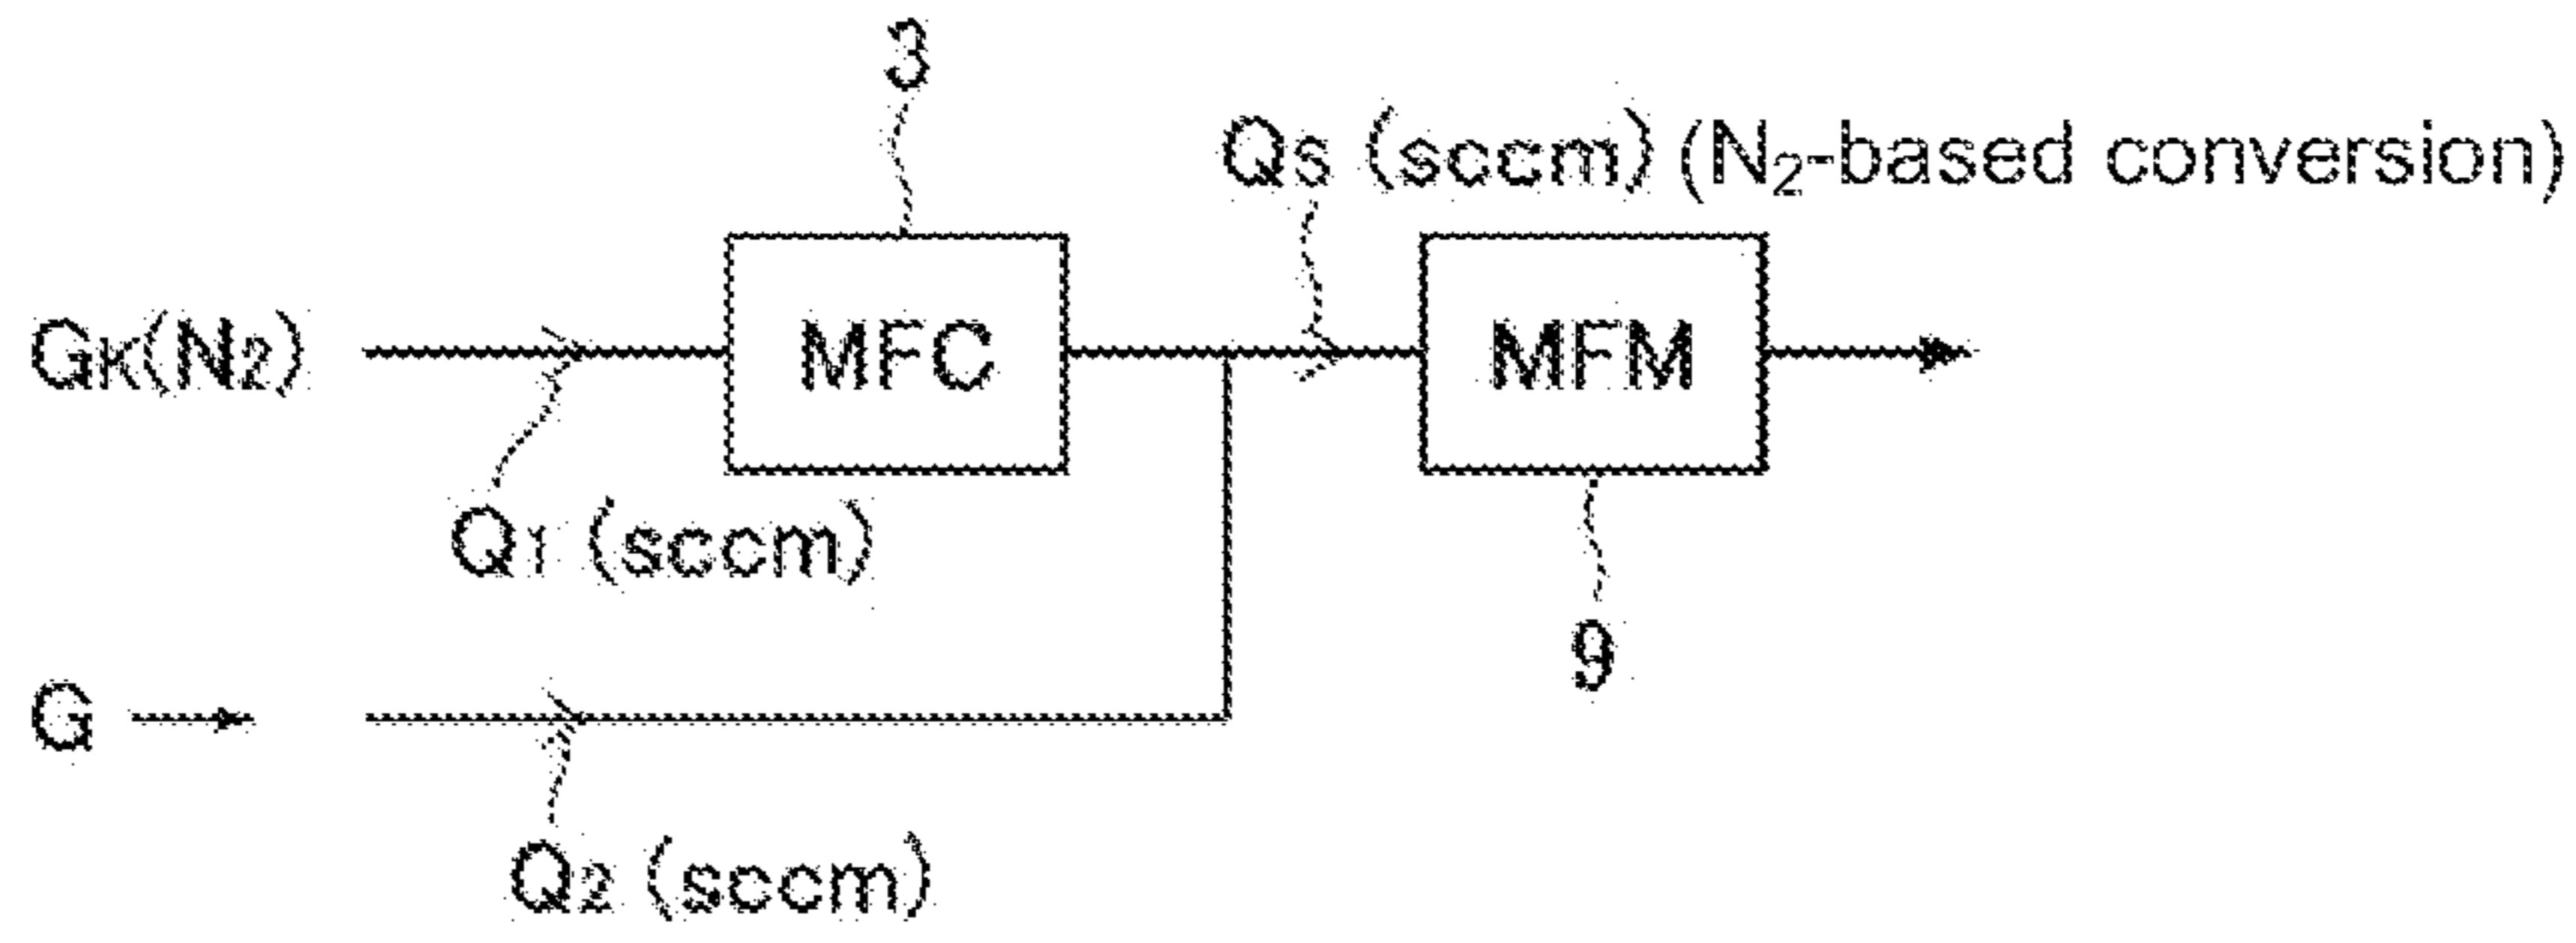 3
Qs (sccm) (N2-based conversion)
GK(N2)
MFC
MFM
Q1 (sccm)
9
G
Q2 (sccm)